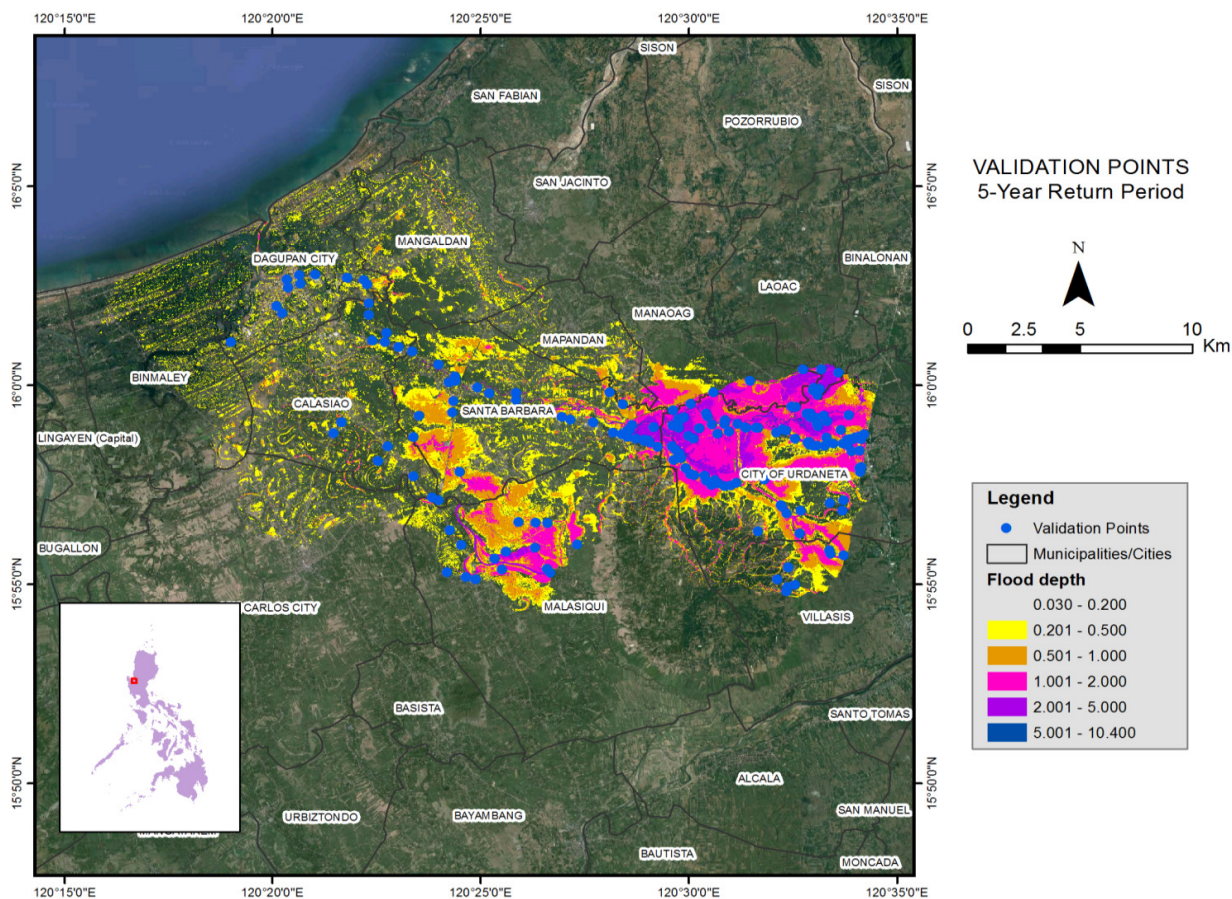 120°15'0"E 120°20'0"E 120°25'0"E 120°30'0"E 120°35'0"E
SISON
SISON
SAN FABIAN
POZORRUBIO
16°5'0"N
16°5'0"N
SAN JACINTO
MANGALDAN
DAGUPAN CITY
BINALONAN
LAOAC
MANAOAG
MAPANDAN
BINMALEY
16°0'0"N
16°0'0"N
CALASIAO
SANTA BARBARA
LINGAYEN (Capital)
CITY OF URDANETA
BUGALLON
15°55'0"N
15°55'0"N
CARLOS CITY
MALASIQUI
VILLASIS
BASISTA
SANTO TOMAS
15°50'0"N
15°50'0"N
ALCALA
SAN MANUEL
URBIZTONDO
BAYAMBANG
BAUTISTA
MONCADA
120°15'0"E 120°20'0"E 120°25'0"E 120°30'0"E 120°35'0"E
VALIDATION POINTS
5-Year Return Period
N
0 2.5 5 10
Km
Legend
Validation Points
Municipalities/Cities
Flood depth
0.030 - 0.200
0.201 - 0.500
0.501 - 1.000
1.001 - 2.000
2.001 - 5.000
5.001 - 10.400